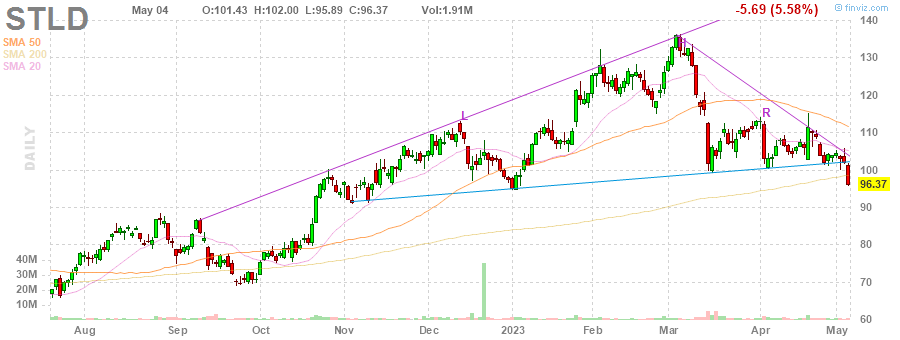 STLD
May 04 O:101.43 H:102.00 L:95.89 C:96.37 Vol:1.91M -5.69 (5.58%)
© finviz.com
SMA 50
SMA 200
SMA 20
DAILY
H
L
R
140
130
120
110
100
96.37
90
80
70
60
40M
30M
20M
10M
Aug Sep Oct Nov Dec 2023 Feb Mar Apr May